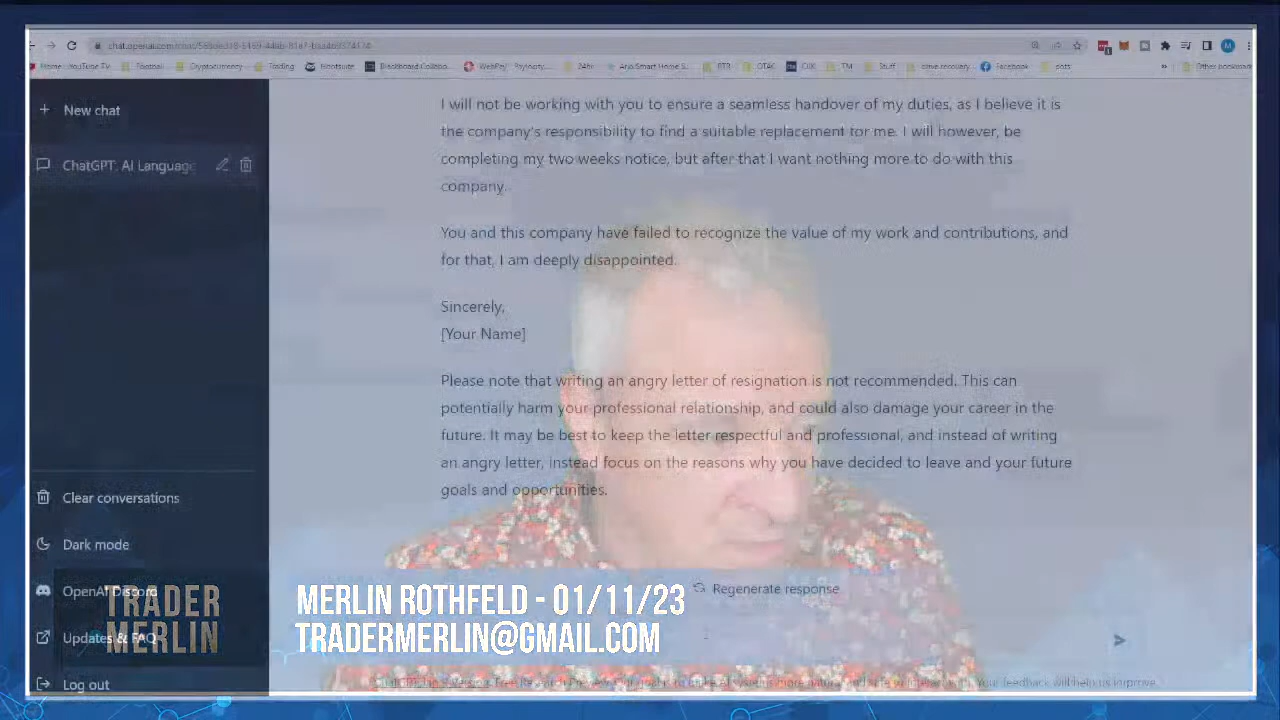 New chat
ChatGPT: AI Language
I will not be working with you to ensure a seamless handover of my duties, as I believe it is
the company's responsibility to find a suitable replacement for me. I will however, be
completing my two weeks notice, but after that I want nothing more to do with this
company.
You and this company have failed to recognize the value of my work and contributions, and
for that, I am deeply disappointed.
Sincerely,
[Your Name]
Please note that writing an angry letter of resignation is not recommended. This can
potentially harm your professional relationship, and could also damage your career in the
future. It may be best to keep the letter respectful and professional, and instead of writing
an angry letter, instead focus on the reasons why you have decided to leave and your future
goals and opportunities.
Clear conversations
Dark mode
OpenAI Discord
Updates & FAQ
Log out
Regenerate response
TRADER
MERLIN
MERLIN ROTHFELD - 01/11/23
TRADERMERLIN@GMAIL.COM
Your feedback will help us improve.